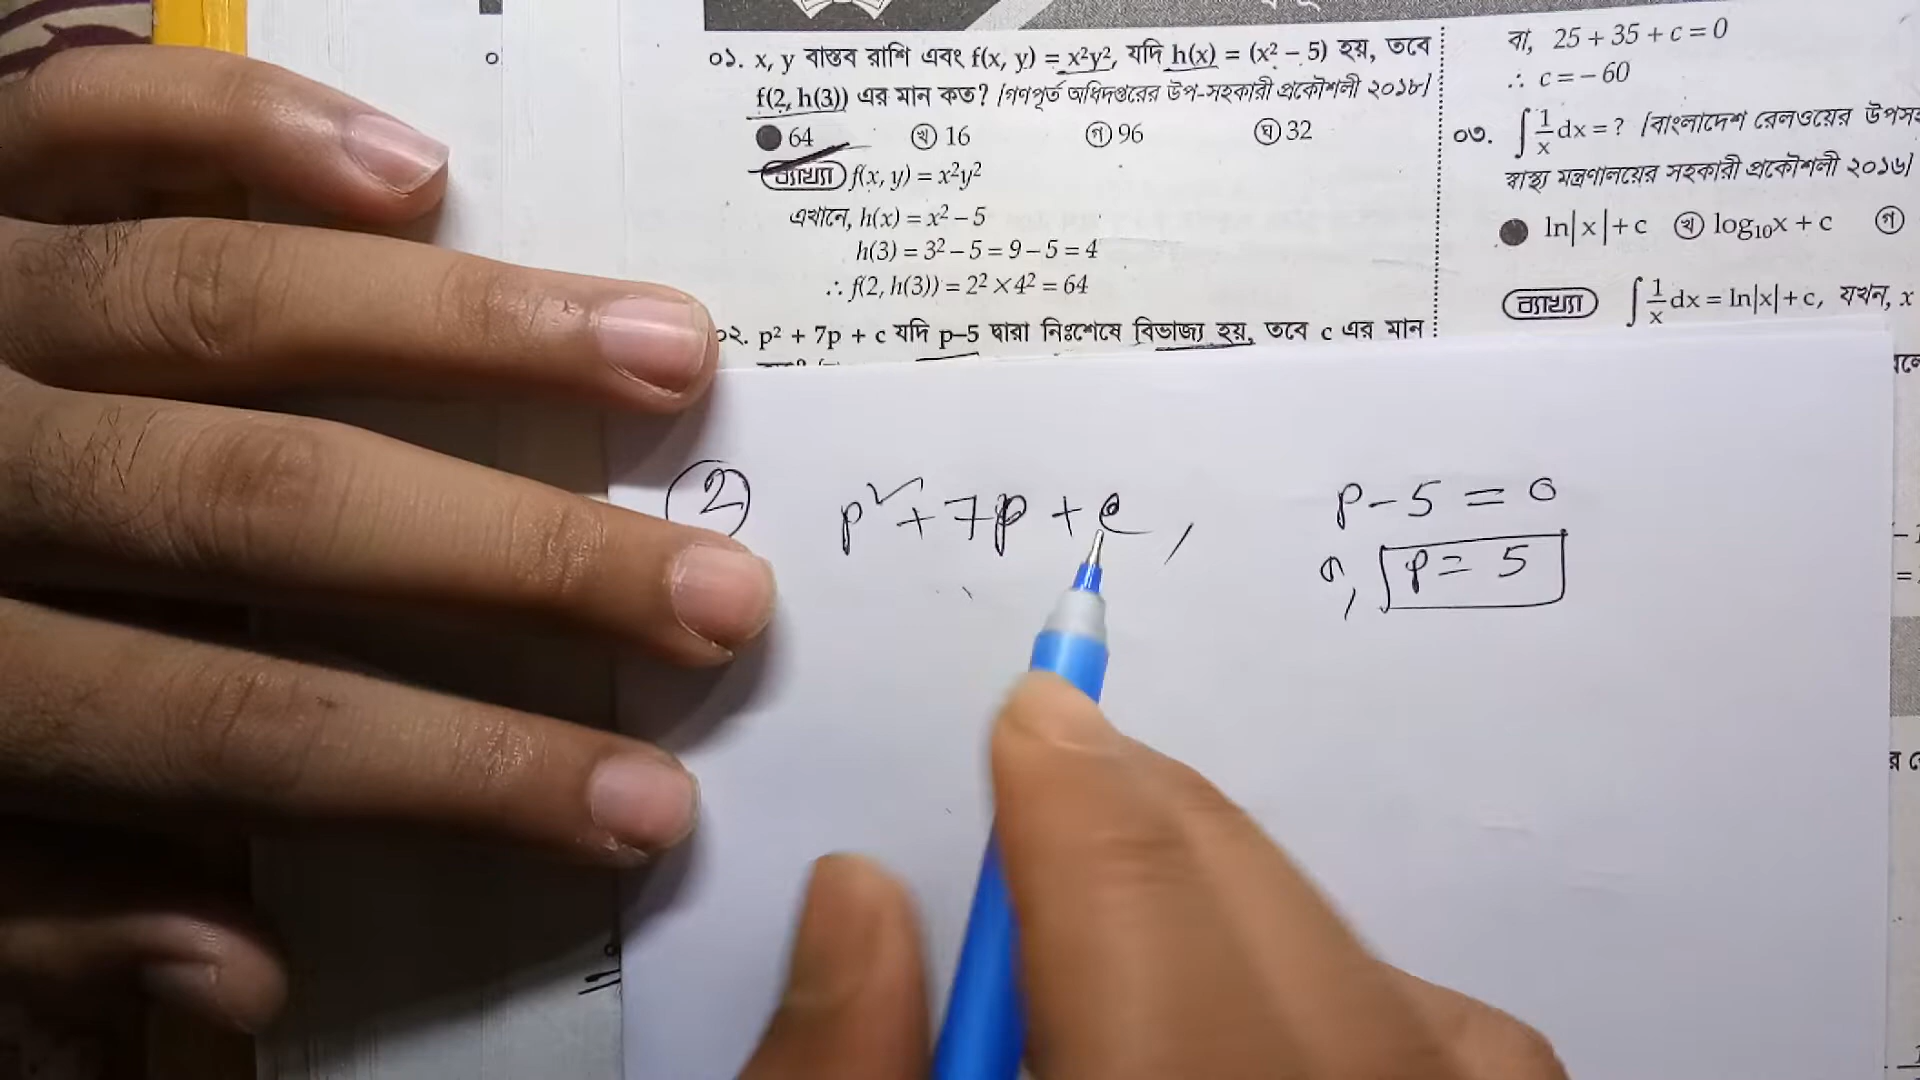 ০১. x, y বাস্তব রাশি এবং f(x, y) = x²y², যদি h(x) = (x² – 5) হয়, তবে
f(2, h(3)) এর মান কত? [গণপূর্ত অধিদপ্তরের উপ-সহকারী প্রকৌশলী ২০১৮]
64 খ 16 গ 96 ঘ 32
ব্যাখ্যা f(x, y) = x²y²
এখানে, h(x) = x² – 5
h(3) = 3² – 5 = 9 – 5 = 4
∴ f(2, h(3)) = 2² × 4² = 64
০২. p² + 7p + c যদি p–5 দ্বারা নিঃশেষে বিভাজ্য হয়, তবে c এর মান
বা, 25 + 35 + c = 0
∴ c = – 60
০৩. ∫ 1/x dx = ? [বাংলাদেশ রেলওয়ের
স্বাস্থ্য মন্ত্রণালয়ের সহকারী প্রকৌশলী ২০১৬]
ln|x| + c খ log₁₀x + c গ
ব্যাখ্যা ∫ 1/x dx = ln|x| + c, যখন, x
2 p² + 7p + c,
p – 5 = 0
p = 5